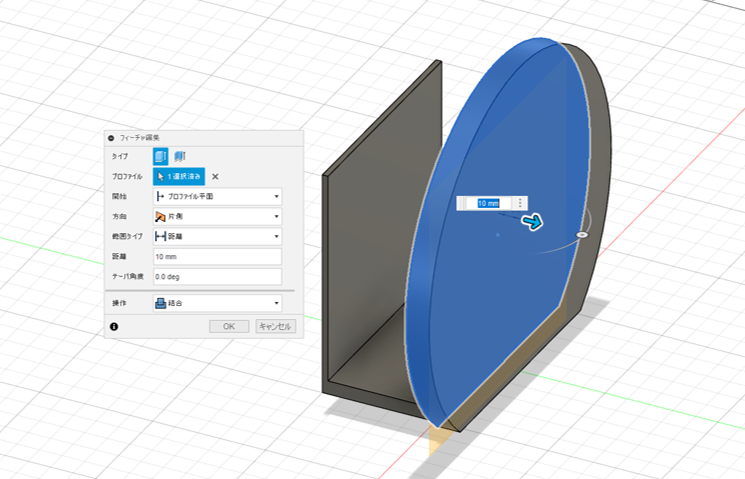 フィーチャ編集
タイプ
プロファイル 1 選択済み
開始 プロファイル平面
方向 片側
範囲タイプ 距離
距離 10 mm
テーパ角度 0.0 deg
操作 結合
OK キャンセル
10 mm